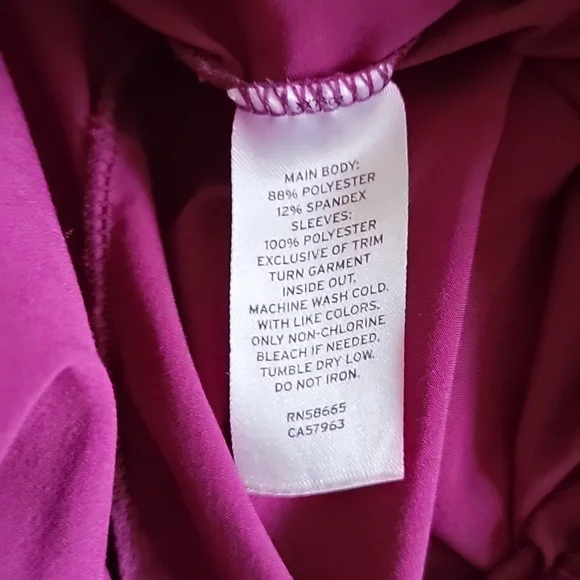 MAIN BODY:
88% POLYESTER
12% SPANDEX
SLEEVES:
100% POLYESTER
EXCLUSIVE OF TRIM
TURN GARMENT
INSIDE OUT.
MACHINE WASH COLD.
WITH LIKE COLORS.
ONLY NON-CHLORINE
BLEACH IF NEEDED.
TUMBLE DRY LOW.
DO NOT IRON.
RN58665
CA57963